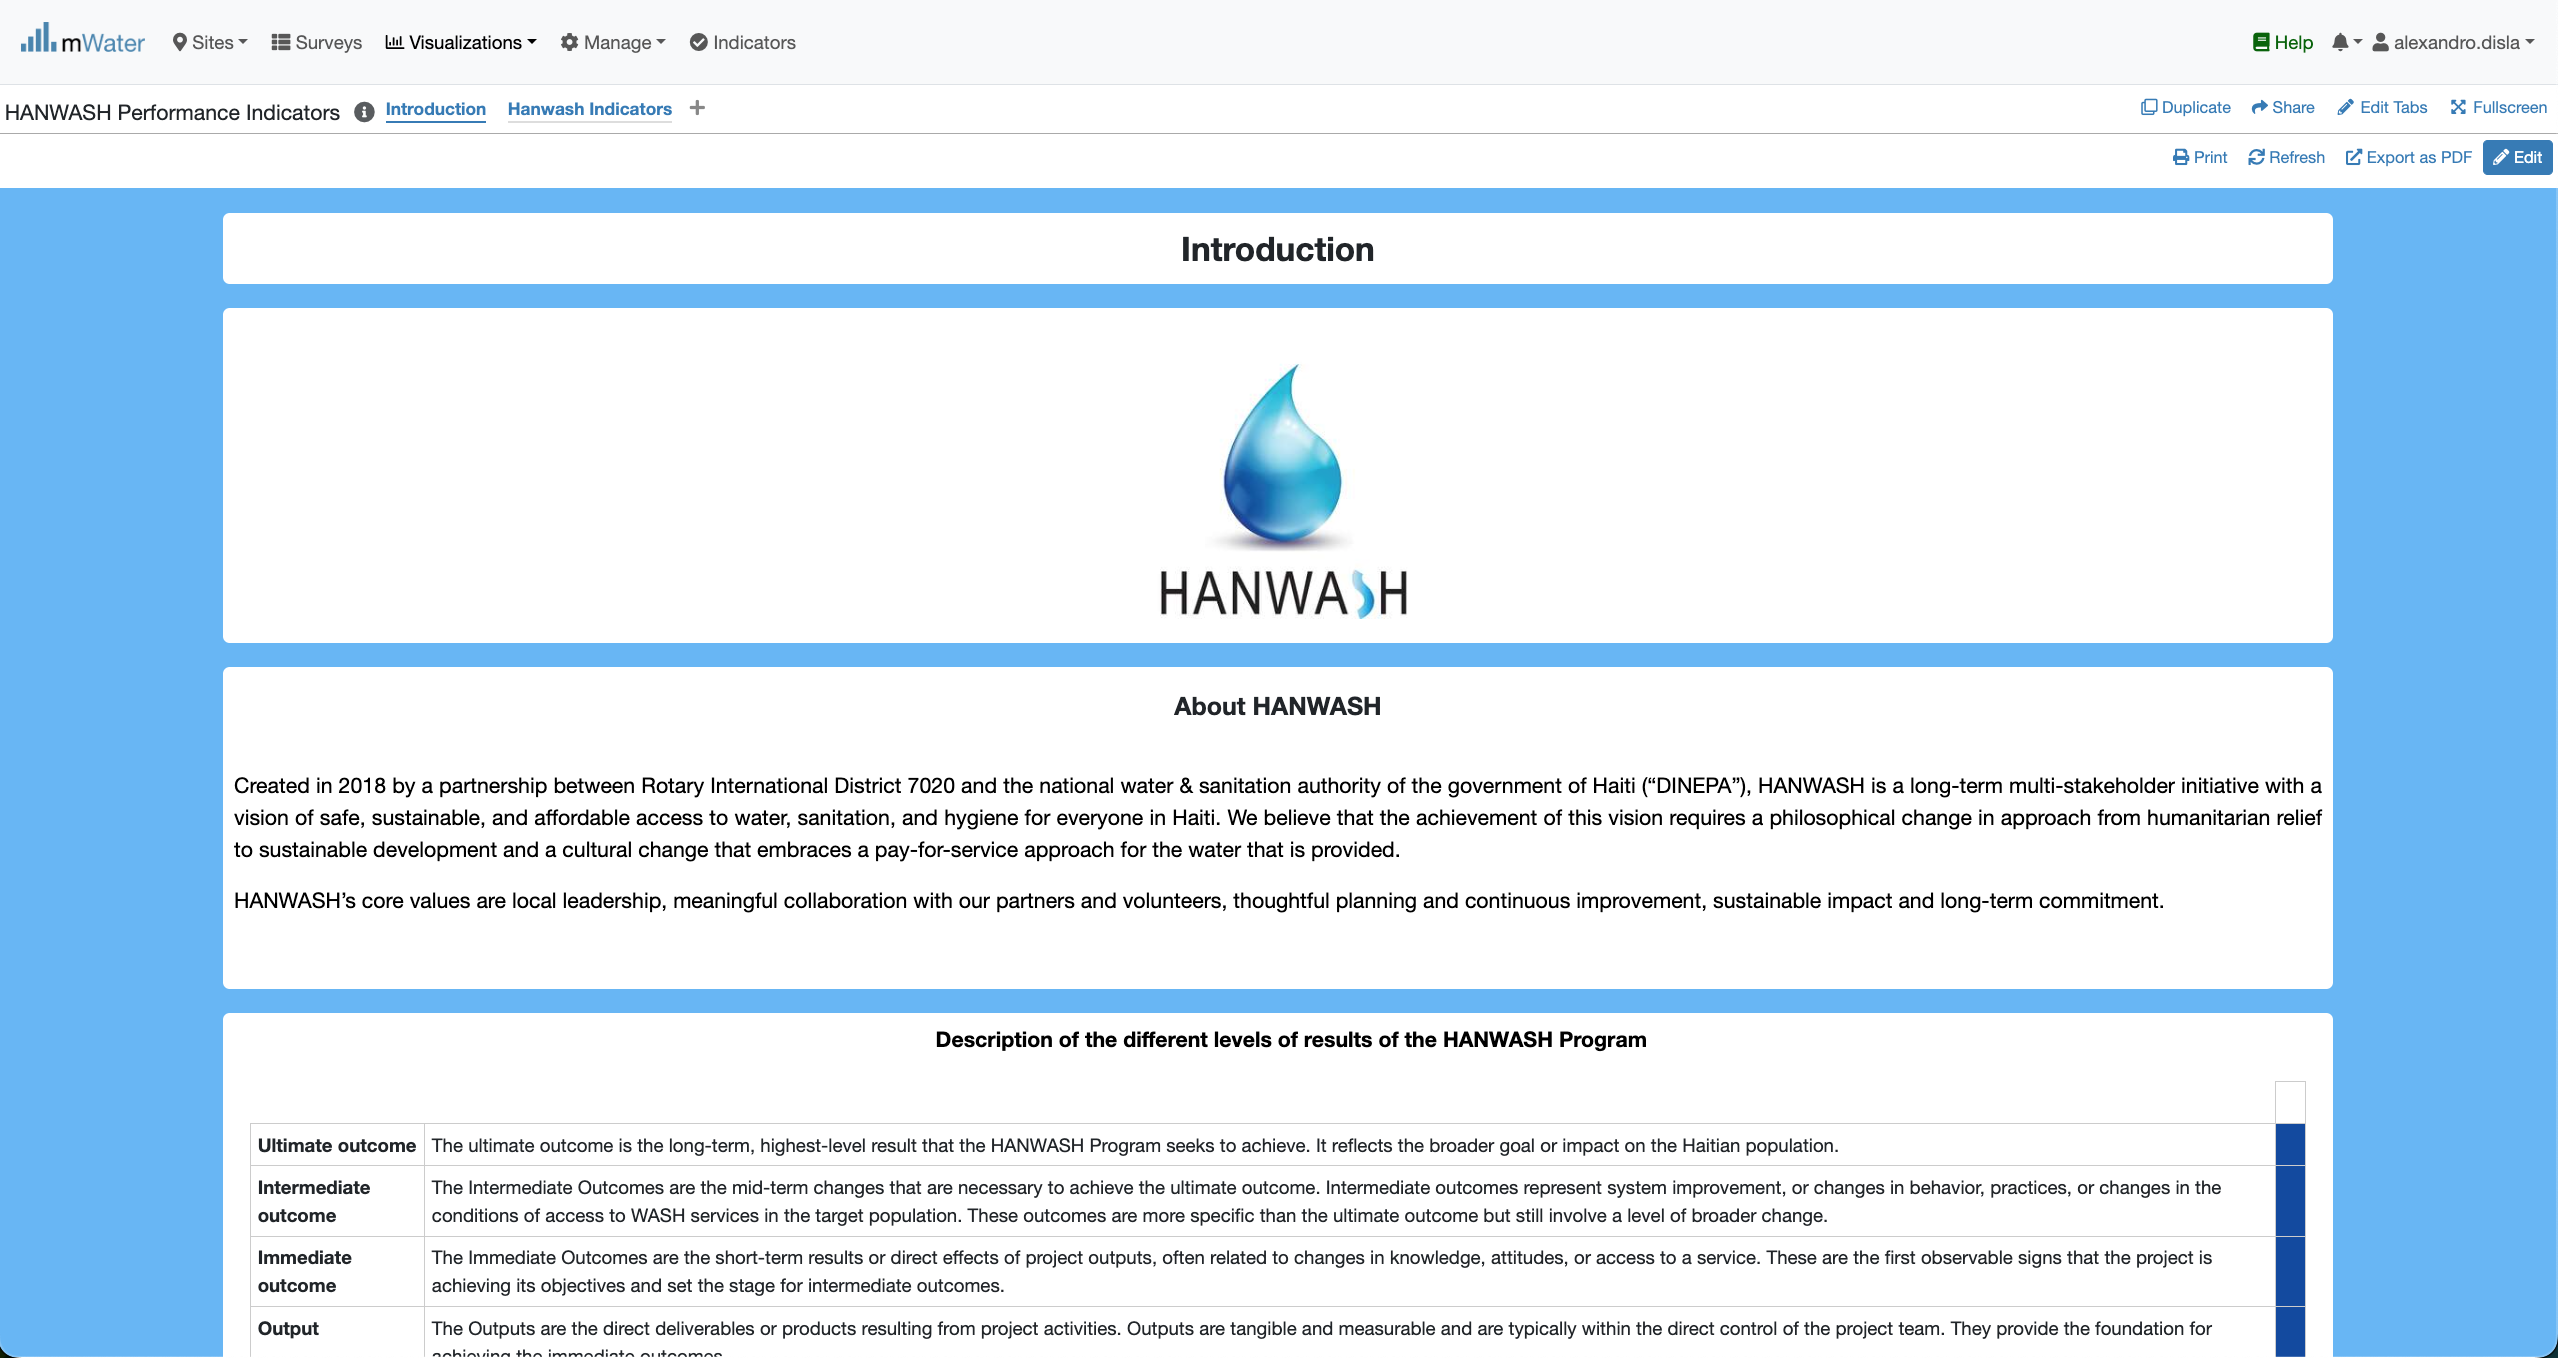 mWater Sites Surveys Visualizations Manage Indicators Help alexandro.disla
HANWASH Performance Indicators Introduction Hanwash Indicators Duplicate Share Edit Tabs Fullscreen
Print Refresh Export as PDF Edit
Introduction
HANWASH
About HANWASH
Created in 2018 by a partnership between Rotary International District 7020 and the national water & sanitation authority of the government of Haiti (“DINEPA”), HANWASH is a long-term multi-stakeholder initiative with a
vision of safe, sustainable, and affordable access to water, sanitation, and hygiene for everyone in Haiti. We believe that the achievement of this vision requires a philosophical change in approach from humanitarian relief
to sustainable development and a cultural change that embraces a pay-for-service approach for the water that is provided.
HANWASH’s core values are local leadership, meaningful collaboration with our partners and volunteers, thoughtful planning and continuous improvement, sustainable impact and long-term commitment.
Description of the different levels of results of the HANWASH Program
Ultimate outcome The ultimate outcome is the long-term, highest-level result that the HANWASH Program seeks to achieve. It reflects the broader goal or impact on the Haitian population.
Intermediate The Intermediate Outcomes are the mid-term changes that are necessary to achieve the ultimate outcome. Intermediate outcomes represent system improvement, or changes in behavior, practices, or changes in the
outcome conditions of access to WASH services in the target population. These outcomes are more specific than the ultimate outcome but still involve a level of broader change.
Immediate The Immediate Outcomes are the short-term results or direct effects of project outputs, often related to changes in knowledge, attitudes, or access to a service. These are the first observable signs that the project is
outcome achieving its objectives and set the stage for intermediate outcomes.
Output The Outputs are the direct deliverables or products resulting from project activities. Outputs are tangible and measurable and are typically within the direct control of the project team. They provide the foundation for
achieving the immediate outcomes.